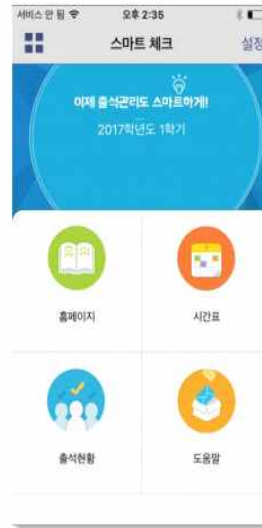 서비스 안 됨 오후 2:35
스마트 체크 설정
이제 출석관리도 스마트하게!
2017학년도 1학기
홈페이지 시간표
출석현황 도움말